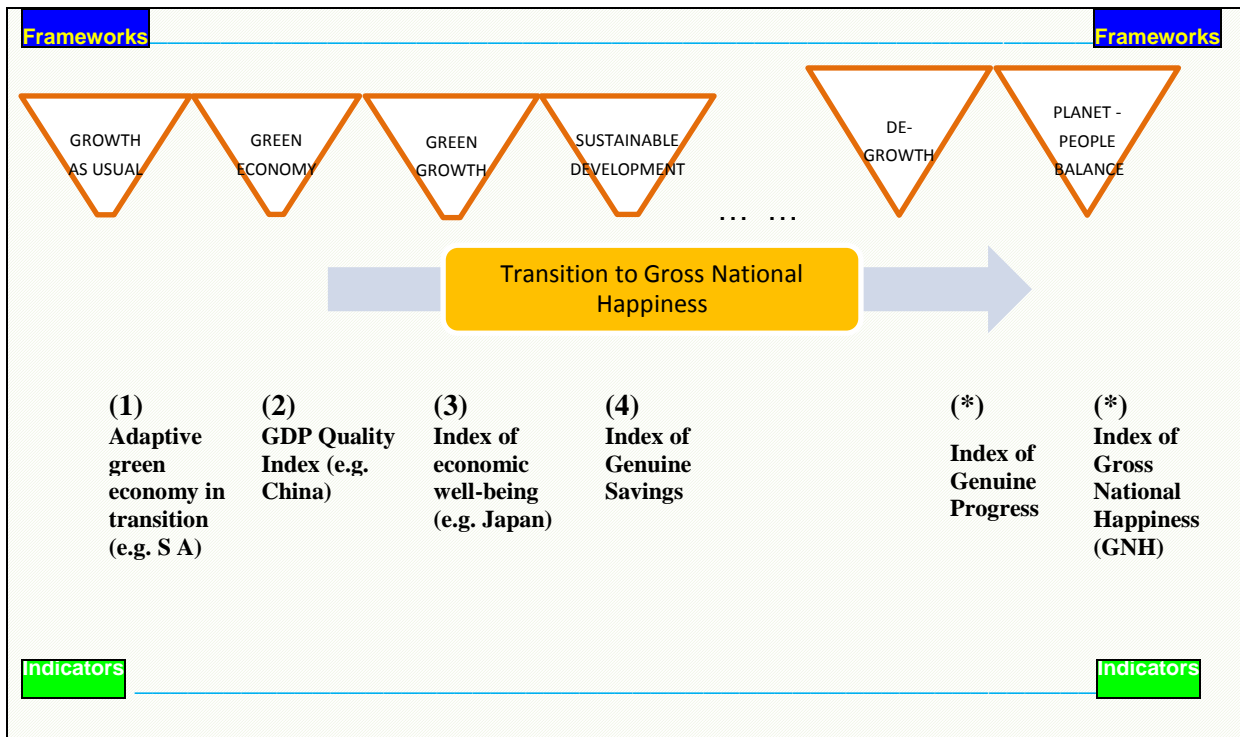 Frameworks
Frameworks
GROWTH
AS USUAL
GREEN
ECONOMY
GREEN
GROWTH
SUSTAINABLE
DEVELOPMENT
... ...
DE-
GROWTH
PLANET -
PEOPLE
BALANCE
Transition to Gross National
Happiness
(1)
Adaptive
green
economy in
transition
(e.g. S A)
(2)
GDP Quality
Index (e.g.
China)
(3)
Index of
economic
well-being
(e.g. Japan)
(4)
Index of
Genuine
Savings
(*)
Index of
Genuine
Progress
(*)
Index of
Gross
National
Happiness
(GNH)
Indicators
Indicators